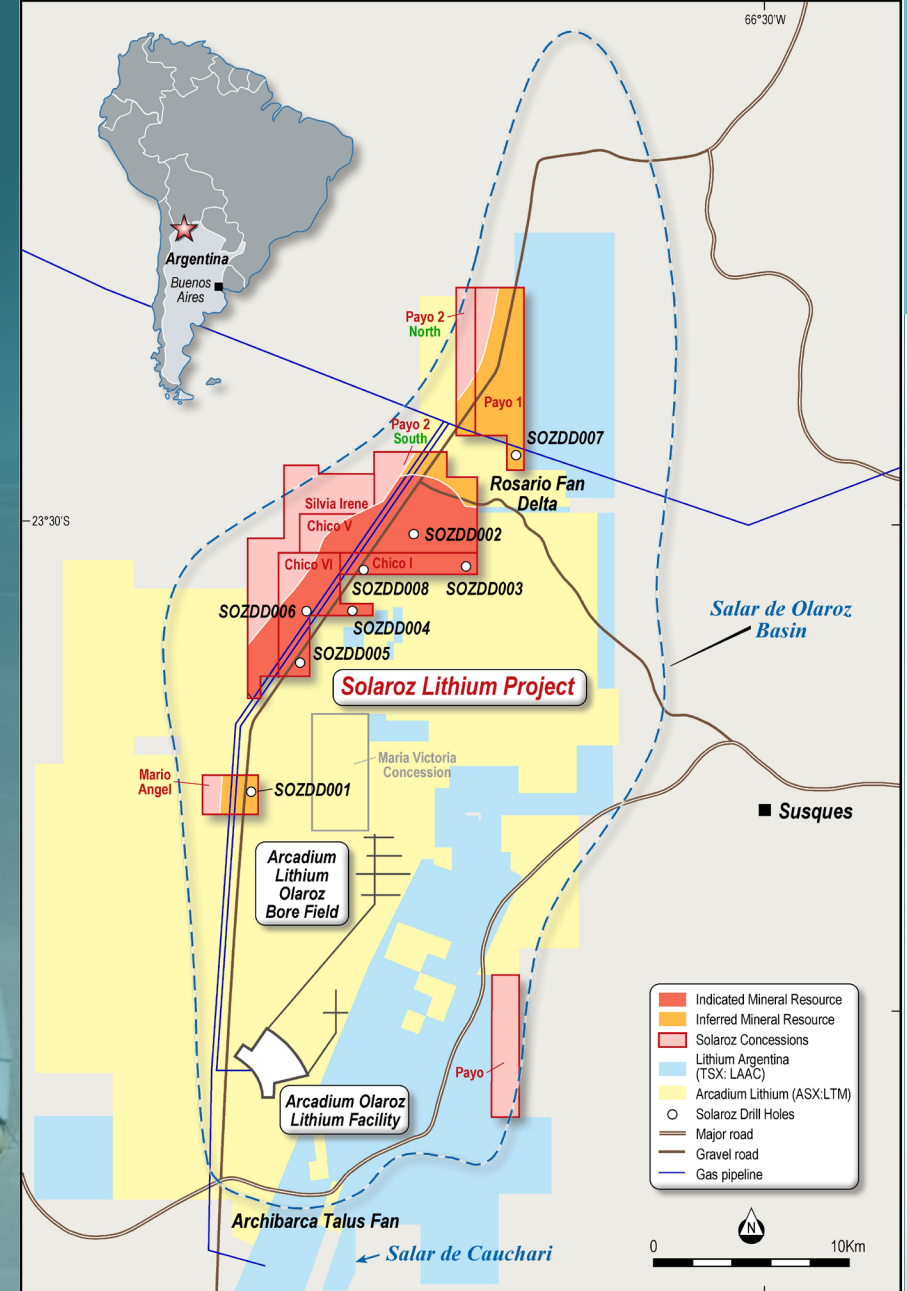 66°30'W
Argentina
Buenos
Aires
Payo 2
North
Payo 1
Payo 2
South
SOZDD007
Rosario Fan
Delta
23°30'S
Silvia Irene
Chico V
SOZDD002
Chico VI
Chico I
SOZDD008
SOZDD003
SOZDD006
SOZDD004
SOZDD005
Salar de Olaroz
Basin
Solaroz Lithium Project
Maria Victoria
Concession
Mario
Angel
SOZDD001
Susques
Arcadium
Lithium
Olaroz
Bore Field
Payo
Arcadium Olaroz
Lithium Facility
Archibarca Talus Fan
Salar de Cauchari
Indicated Mineral Resource
Inferred Mineral Resource
Solaroz Concessions
Lithium Argentina
(TSX: LAAC)
Arcadium Lithium (ASX:LTM)
Solaroz Drill Holes
Major road
Gravel road
Gas pipeline
N
0 10Km